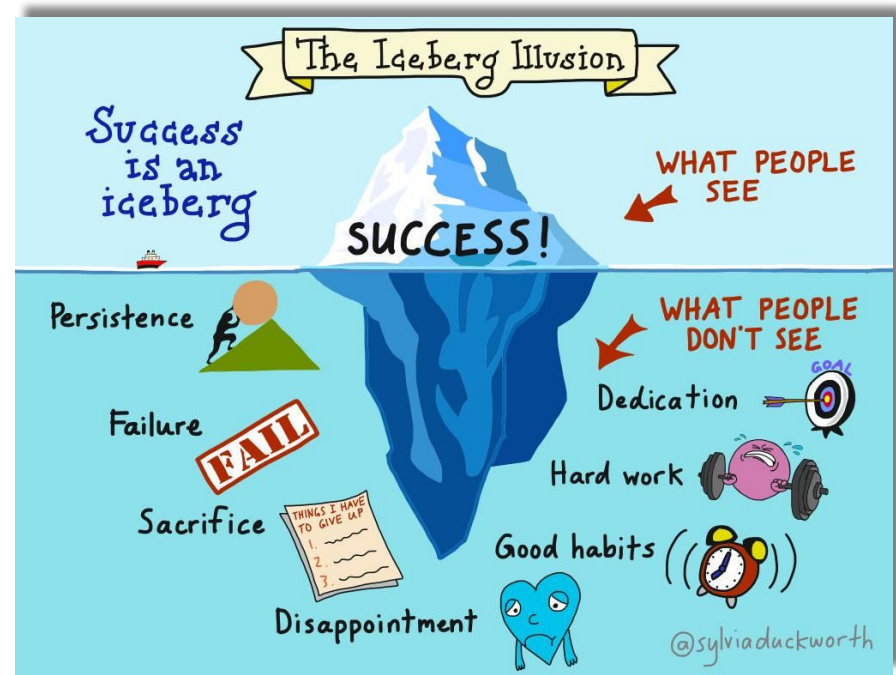 The Iceberg Illusion
Success
is an
iceberg
WHAT PEOPLE
SEE
SUCCESS!
Persistence
WHAT PEOPLE
DON'T SEE
GOAL
Dedication
Failure
FAIL
Hard work
Sacrifice
THINGS I HAVE
TO GIVE UP
1.
2.
3.
Good habits
Disappointment
@sylviaduckworth